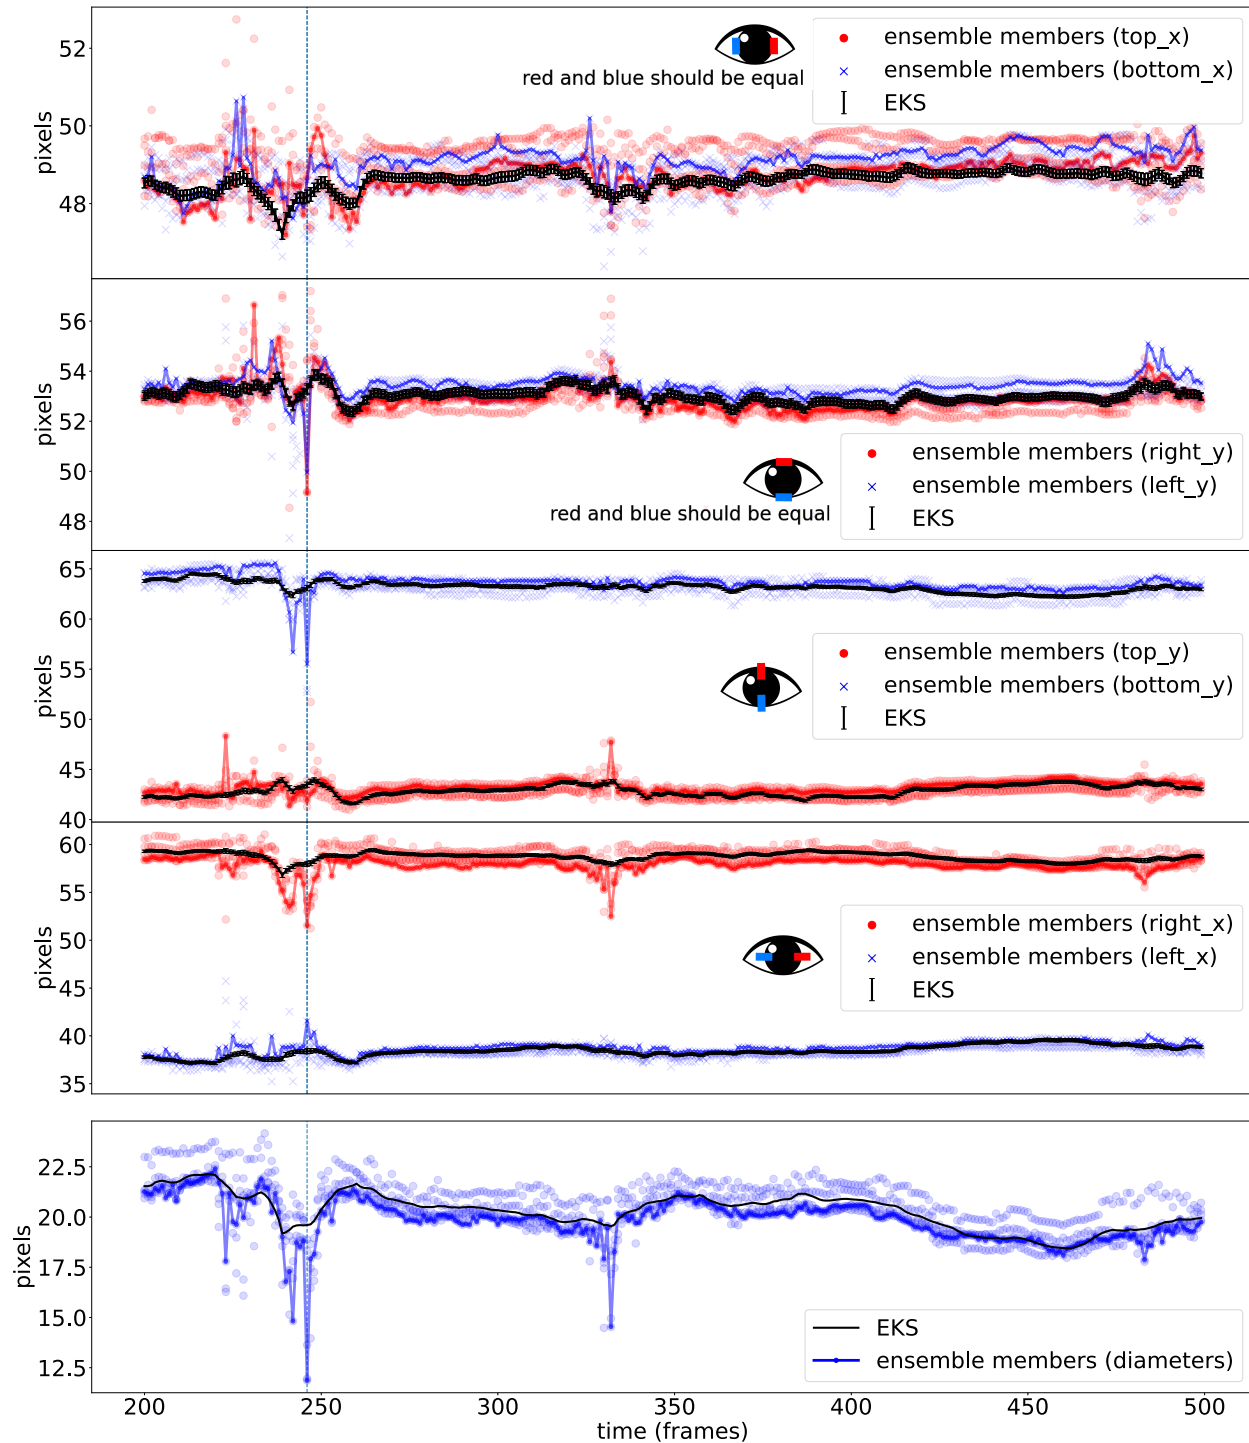 52
50
48
pixels
red and blue should be equal
ensemble members (top_x)
ensemble members (bottom_x)
EKS
56
54
52
50
48
pixels
red and blue should be equal
ensemble members (right_y)
ensemble members (left_y)
EKS
65
60
55
50
45
40
pixels
ensemble members (top_y)
ensemble members (bottom_y)
EKS
60
55
50
45
40
35
pixels
ensemble members (right_x)
ensemble members (left_x)
EKS
22.5
20.0
17.5
15.0
12.5
pixels
EKS
ensemble members (diameters)
200 250 300 350 400 450 500
time (frames)